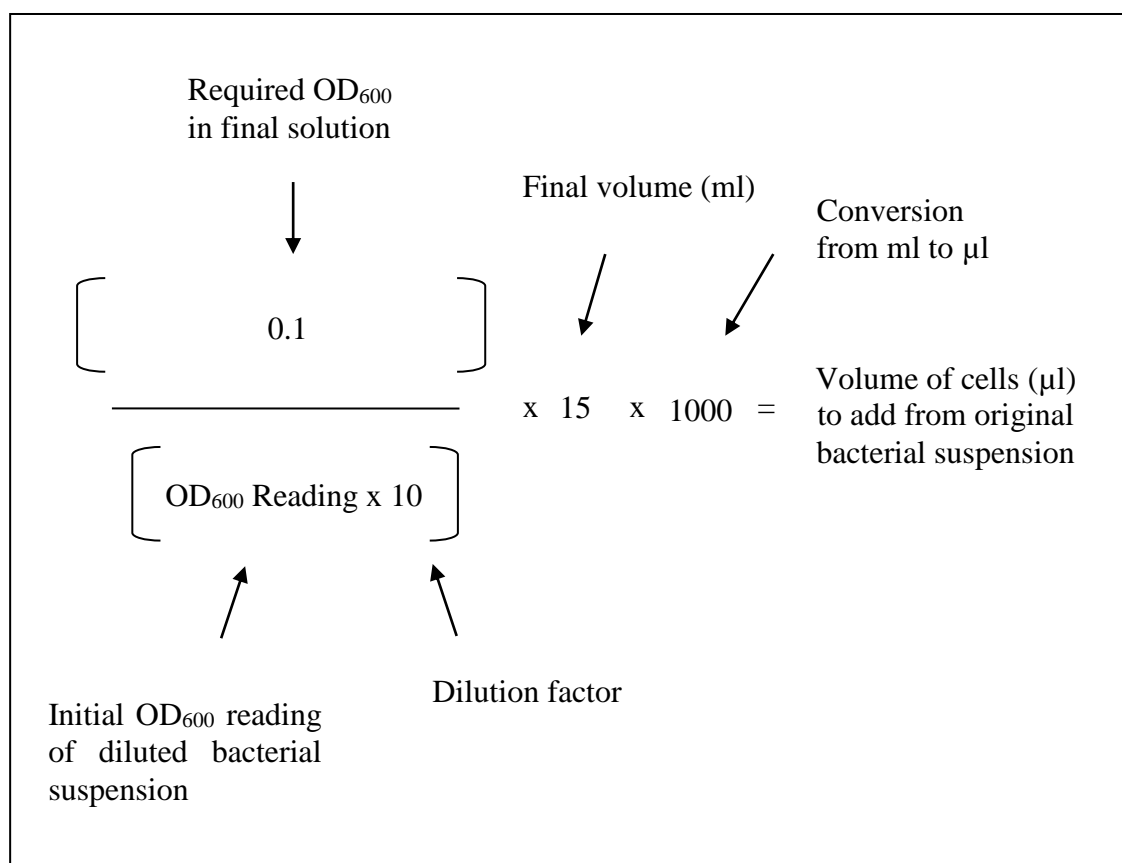 Required OD600
in final solution
Final volume (ml)
Conversion
from ml to µl
0.1
x 15 x 1000 =
Volume of cells (µl)
to add from original
bacterial suspension
OD600 Reading x 10
Dilution factor
Initial OD600 reading
of diluted bacterial
suspension